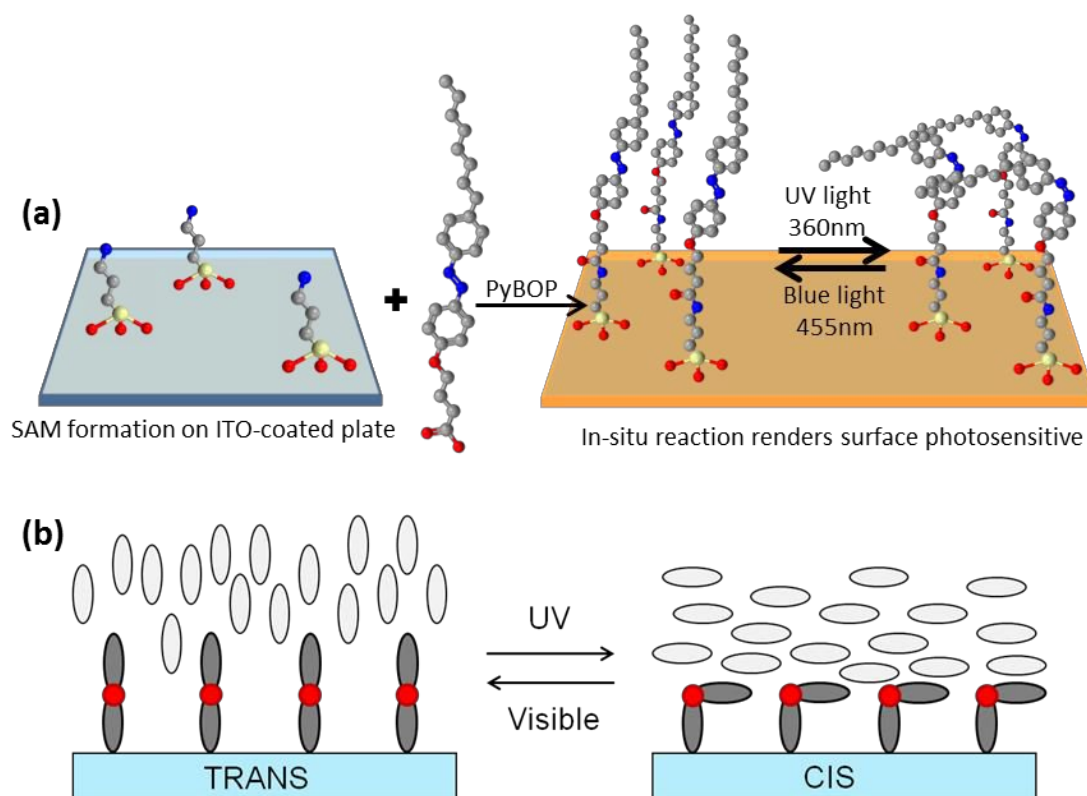 (a)
+
PyBOP
UV light
360nm
Blue light
455nm
SAM formation on ITO-coated plate
In-situ reaction renders surface photosensitive
(b)
UV
Visible
TRANS
CIS